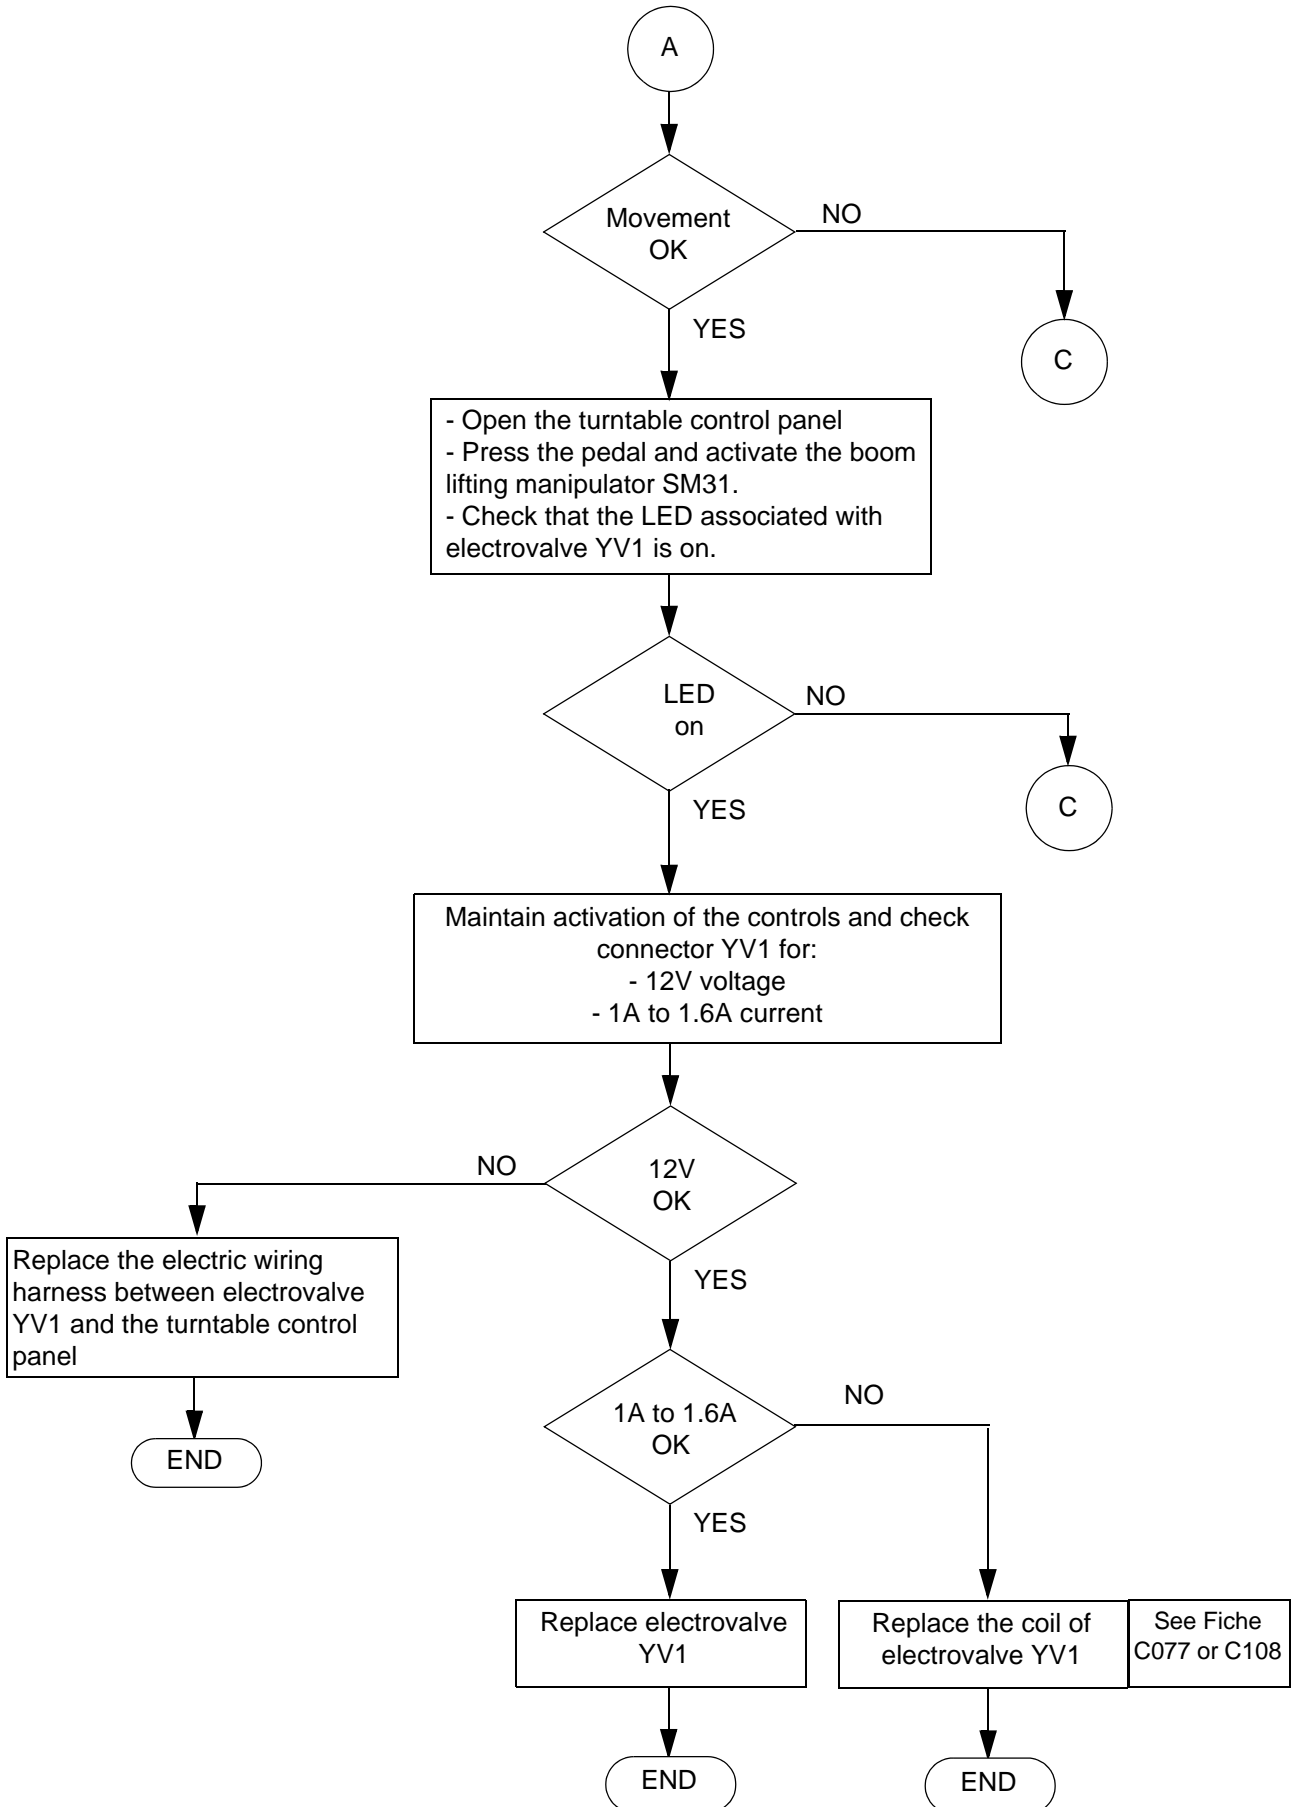 A
Movement
OK
NO
YES
C
- Open the turntable control panel
- Press the pedal and activate the boom
lifting manipulator SM31.
- Check that the LED associated with
electrovalve YV1 is on.
LED
on
NO
YES
C
Maintain activation of the controls and check
connector YV1 for:
- 12V voltage
- 1A to 1.6A current
12V
OK
NO
YES
Replace the electric wiring
harness between electrovalve
YV1 and the turntable control
panel
END
1A to 1.6A
OK
NO
YES
Replace electrovalve
YV1
Replace the coil of
electrovalve YV1
See Fiche
C077 or C108
END
END